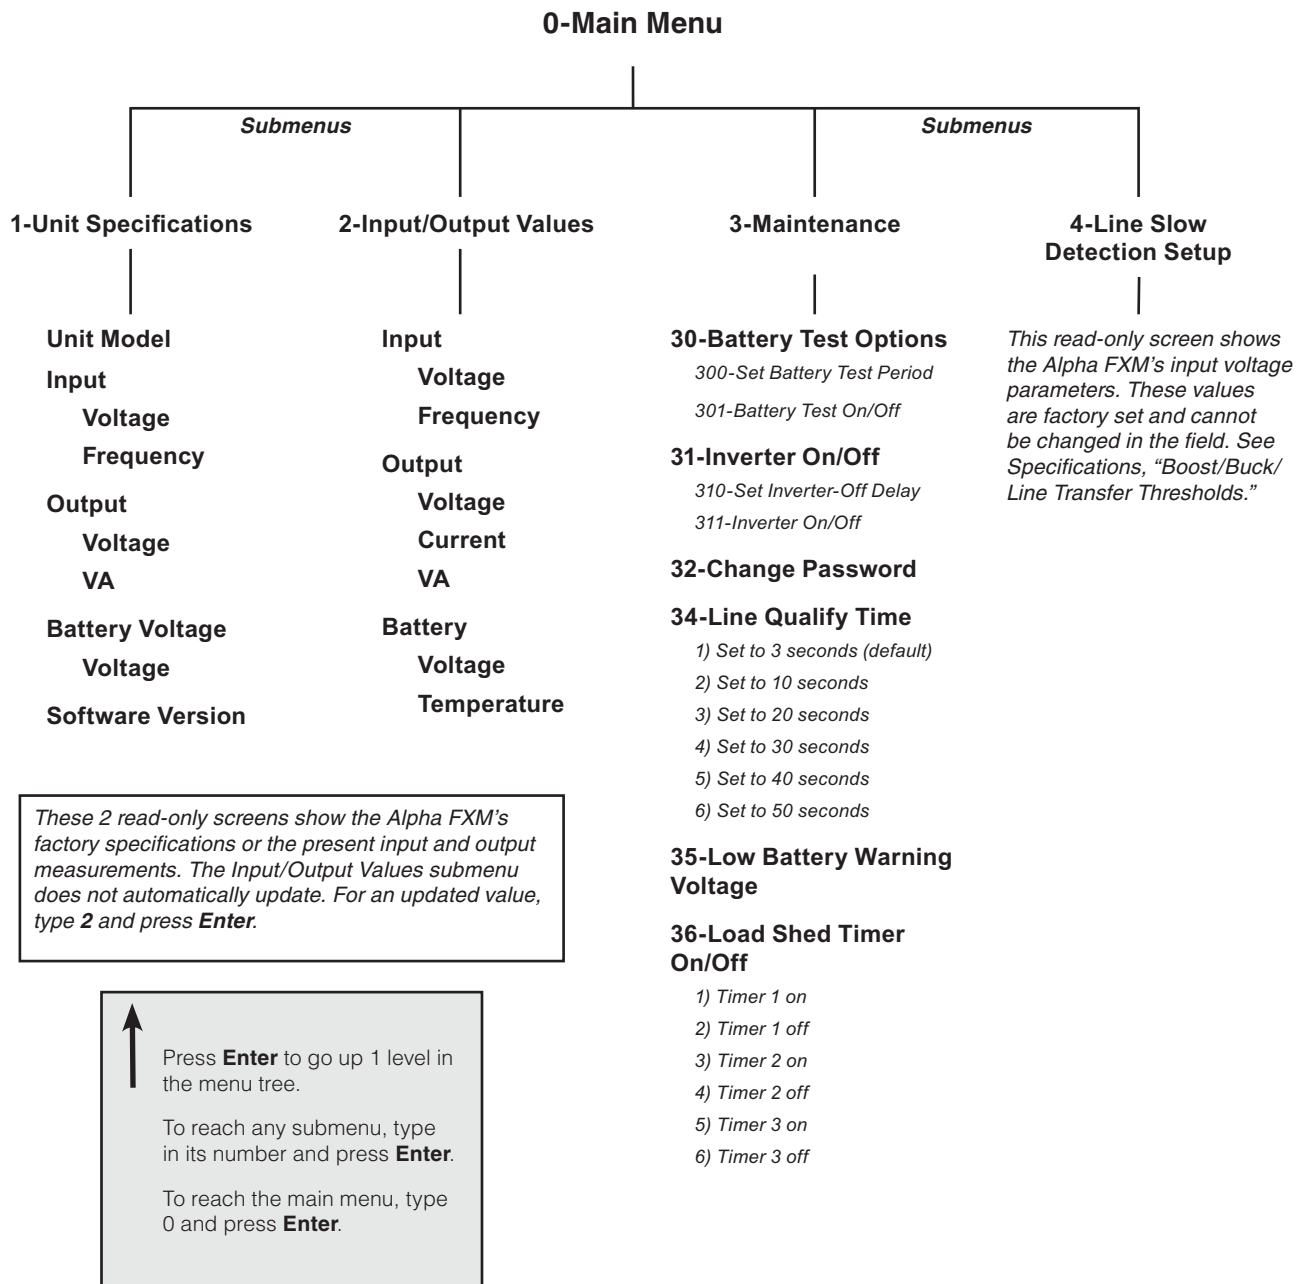 0-Main Menu
Submenus
Submenus
1-Unit Specifications
Unit Model
Input
Voltage
Frequency
Output
Voltage
VA
Battery Voltage
Voltage
Software Version
2-Input/Output Values
Input
Voltage
Frequency
Output
Voltage
Current
VA
Battery
Voltage
Temperature
3-Maintenance
30-Battery Test Options
300-Set Battery Test Period
301-Battery Test On/Off
31-Inverter On/Off
310-Set Inverter-Off Delay
311-Inverter On/Off
32-Change Password
34-Line Qualify Time
1) Set to 3 seconds (default)
2) Set to 10 seconds
3) Set to 20 seconds
4) Set to 30 seconds
5) Set to 40 seconds
6) Set to 50 seconds
35-Low Battery Warning
Voltage
36-Load Shed Timer
On/Off
1) Timer 1 on
2) Timer 1 off
3) Timer 2 on
4) Timer 2 off
5) Timer 3 on
6) Timer 3 off
4-Line Slow
Detection Setup
This read-only screen shows
the Alpha FXM's input voltage
parameters. These values
are factory set and cannot
be changed in the field. See
Specifications, “Boost/Buck/
Line Transfer Thresholds.”
These 2 read-only screens show the Alpha FXM's
factory specifications or the present input and output
measurements. The Input/Output Values submenu
does not automatically update. For an updated value,
type 2 and press Enter.
Press Enter to go up 1 level in
the menu tree.
To reach any submenu, type
in its number and press Enter.
To reach the main menu, type
0 and press Enter.